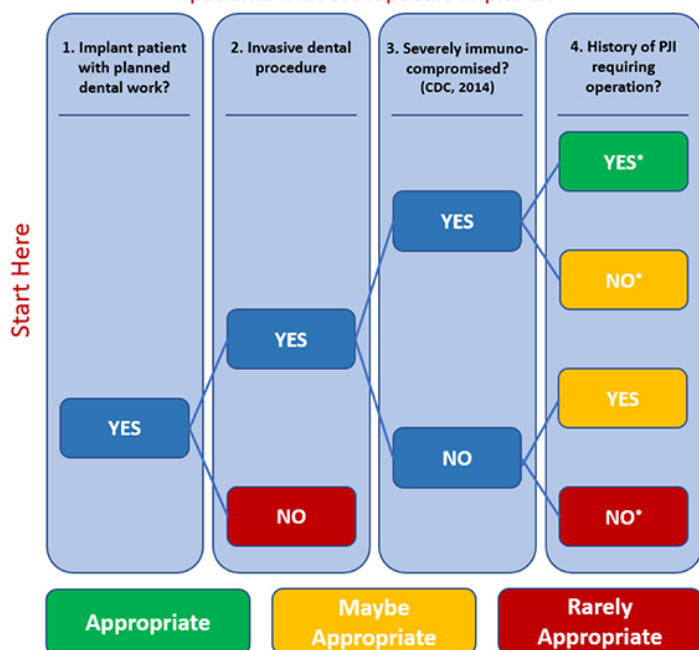 1. Implant patient
with planned
dental work?
2. Invasive dental
procedure
3. Severely immuno-
compromised?
(CDC, 2014)
4. History of PJI
requiring
operation?
Start Here
YES
YES
NO
YES
NO
YES*
NO*
YES
NO*
Appropriate
Maybe
Appropriate
Rarely
Appropriate